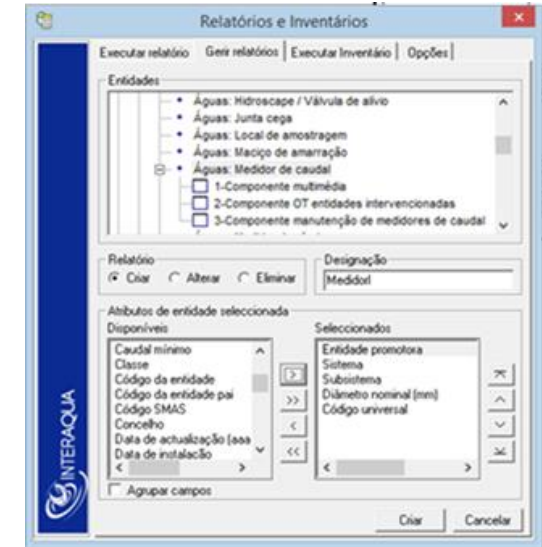 Relatórios e Inventários
Executar relatório
Gerir relatórios
Executar Inventário
Opções
Entidades
Águas: Hidroscape / Válvula de alívio
Águas: Junta cega
Águas: Local de amostragem
Águas: Maciço de amarração
Águas: Medidor de caudal
1-Componente multimédia
2-Componente OT entidades intervencionadas
3-Componente manutenção de medidores de caudal
Relatório
Criar
Alterar
Eliminar
Designação
Medidorl
Atributos de entidade seleccionada
Disponíveis
Caudal mínimo
Classe
Código da entidade
Código da entidade pai
Código SMAS
Concelho
Data de actualização (aaa
Data de instalação
>
>>
<
<<
Seleccionados
Entidade promotora
Sistema
Subsistema
Diâmetro nominal (mm)
Código universal
Agrupar campos
Criar
Cancelar
INTERAQUA